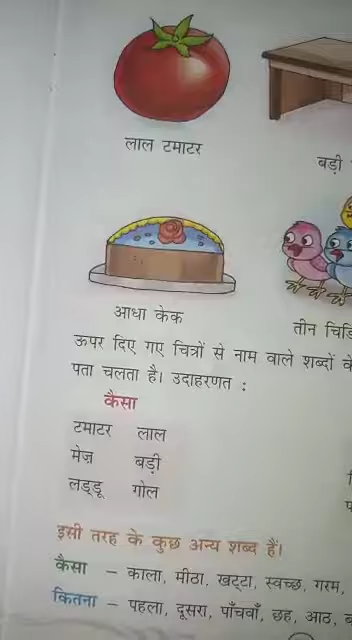 लाल टमाटर
बड़ी
आधा केक
तीन
ऊपर दिए गए चित्रों से नाम वाले शब्दों
पता चलता है। उदाहरणत :
कैसा
टमाटर लाल
मेज़ बड़ी
लड्डू गोल
इसी तरह के कुछ अन्य शब्द हैं।
कैसा – काला, मीठा, खट्टा, स्वच्छ, गरम,
कितना – पहला, दूसरा, पाँचवाँ, छह, आठ,